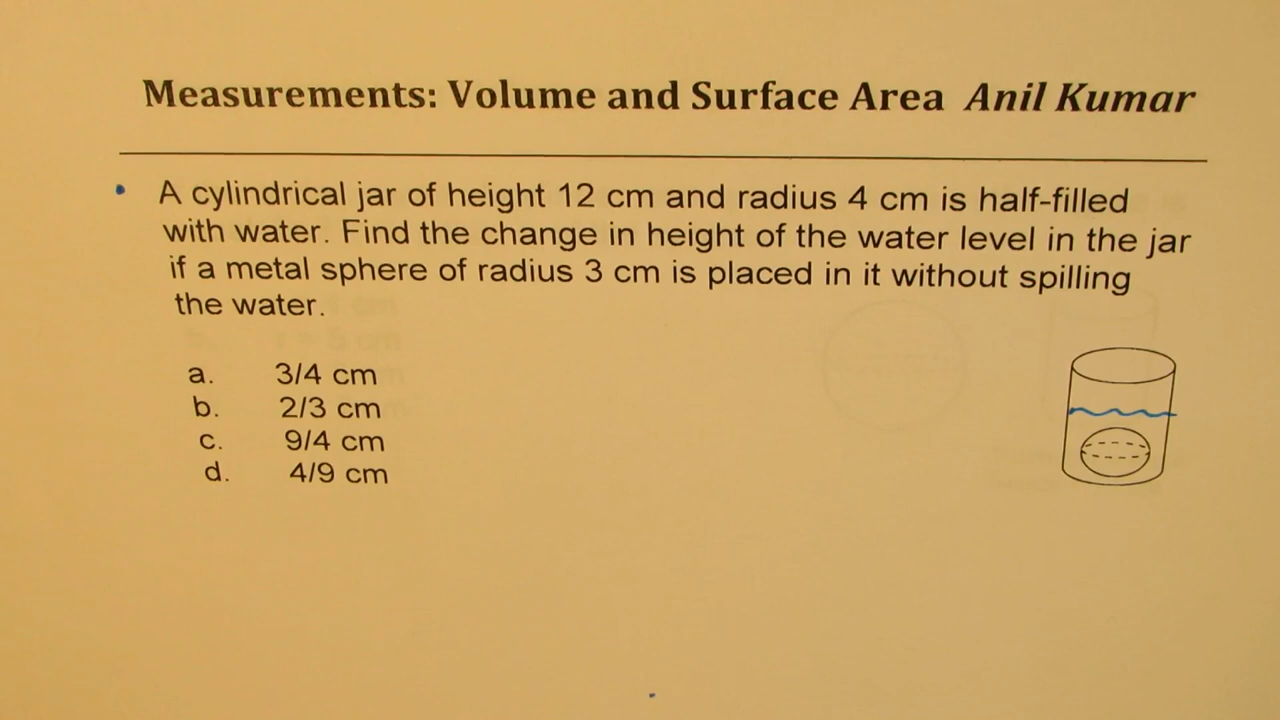 Measurements: Volume and Surface Area Anil Kumar
• A cylindrical jar of height 12 cm and radius 4 cm is half-filled
with water. Find the change in height of the water level in the jar
if a metal sphere of radius 3 cm is placed in it without spilling
the water.
a. 3/4 cm
b. 2/3 cm
c. 9/4 cm
d. 4/9 cm